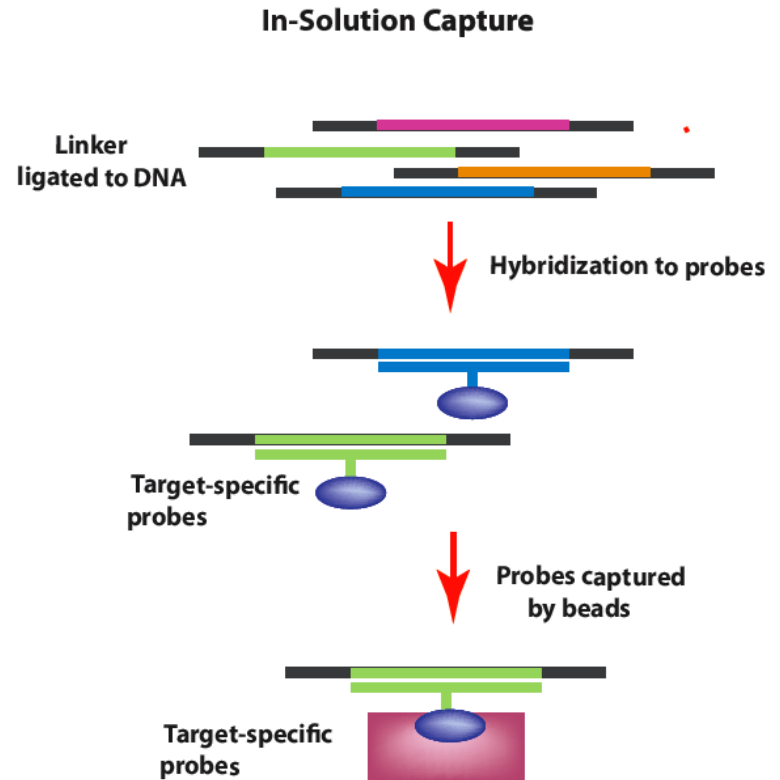 In-Solution Capture
Linker
ligated to DNA
Hybridization to probes
Target-specific
probes
Probes captured
by beads
Target-specific
probes